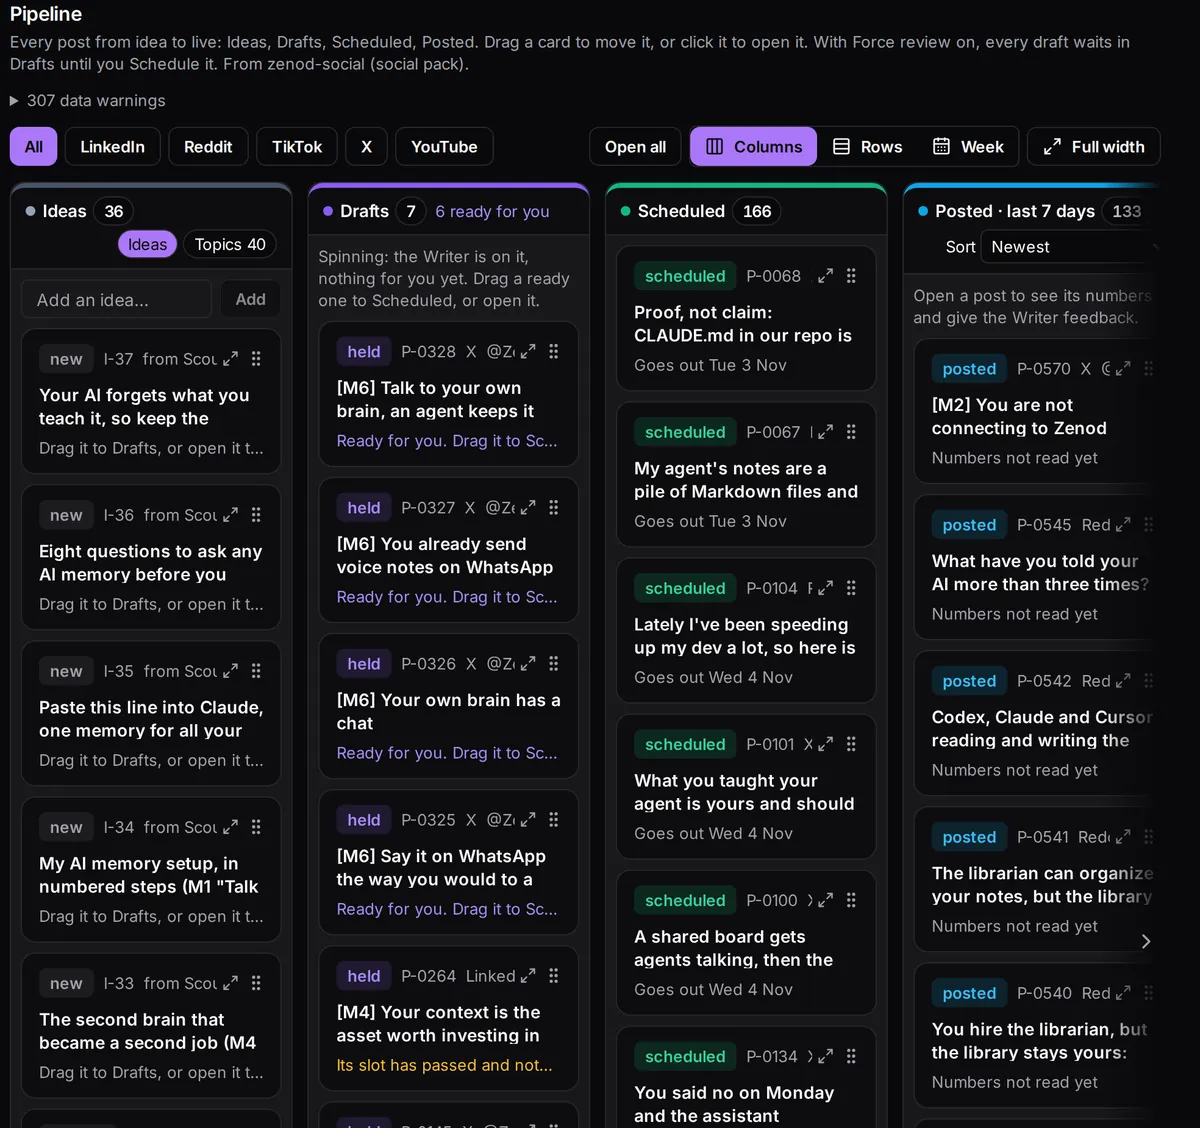 Pipeline
Every post from idea to live: Ideas, Drafts, Scheduled, Posted. Drag a card to move it, or click it to open it. With Force review on, every draft waits in
Drafts until you Schedule it. From zenod-social (social pack).
307 data warnings
All LinkedIn Reddit TikTok X YouTube Open all Columns Rows Week Full width
Ideas 36
Ideas Topics 40
Add an idea... Add
new I-37 from Scou
Your AI forgets what you
teach it, so keep the
Drag it to Drafts, or open it t...
new I-36 from Scou
Eight questions to ask any
AI memory before you
Drag it to Drafts, or open it t...
new I-35 from Scou
Paste this line into Claude,
one memory for all your
Drag it to Drafts, or open it t...
new I-34 from Scou
My AI memory setup, in
numbered steps (M1 "Talk
Drag it to Drafts, or open it t...
new I-33 from Scou
The second brain that
became a second job (M4
Drag it to Drafts, or open it t...
Drafts 7 6 ready for you
Spinning: the Writer is on it,
nothing for you yet. Drag a ready
one to Scheduled, or open it.
held P-0328 X @Ze
[M6] Talk to your own
brain, an agent keeps it
Ready for you. Drag it to Sc...
held P-0327 X @Ze
[M6] You already send
voice notes on WhatsApp
Ready for you. Drag it to Sc...
held P-0326 X @Ze
[M6] Your own brain has a
chat
Ready for you. Drag it to Sc...
held P-0325 X @Ze
[M6] Say it on WhatsApp
the way you would to a
Ready for you. Drag it to Sc...
held P-0264 Linked
[M4] Your context is the
asset worth investing in
Its slot has passed and not...
Scheduled 166
scheduled P-0068
Proof, not claim:
CLAUDE.md in our repo is
Goes out Tue 3 Nov
scheduled P-0067
My agent's notes are a
pile of Markdown files and
Goes out Tue 3 Nov
scheduled P-0104
Lately I've been speeding
up my dev a lot, so here is
Goes out Wed 4 Nov
scheduled P-0101 X
What you taught your
agent is yours and should
Goes out Wed 4 Nov
scheduled P-0100
A shared board gets
agents talking, then the
Goes out Wed 4 Nov
scheduled P-0134
You said no on Monday
and the assistant
Posted · last 7 days 133
Sort Newest
Open a post to see its numbers
and give the Writer feedback.
posted P-0570 X
[M2] You are not
connecting to Zenod
Numbers not read yet
posted P-0545 Red
What have you told your
AI more than three times?
Numbers not read yet
posted P-0542 Red
Codex, Claude and Cursor
reading and writing the
Numbers not read yet
posted P-0541 Red
The librarian can organize
your notes, but the library
Numbers not read yet
posted P-0540 Red
You hire the librarian, but
the library stays yours:
Numbers not read yet